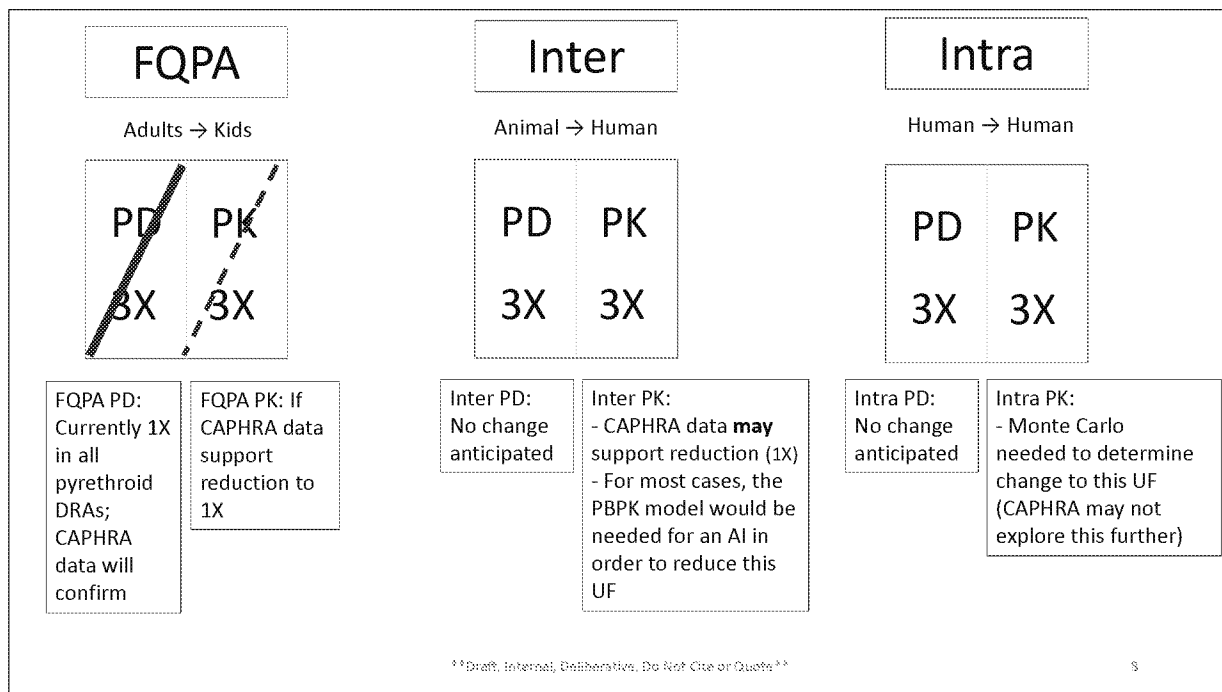 FQPA
Adults → Kids
PD PK
3X 3X
FQPA PD:
Currently 1X
in all
pyrethroid
DRAs;
CAPHRA
data will
confirm
FQPA PK: If
CAPHRA data
support
reduction to
1X
Inter
Animal → Human
PD PK
3X 3X
Inter PD:
No change
anticipated
Inter PK:
- CAPHRA data may
support reduction (1X)
- For most cases, the
PBPK model would be
needed for an AI in
order to reduce this
UF
Intra
Human → Human
PD PK
3X 3X
Intra PD:
No change
anticipated
Intra PK:
- Monte Carlo
needed to determine
change to this UF
(CAPHRA may not
explore this further)
**Draft, Internal, Deliberative, Do Not Cite or Quote**